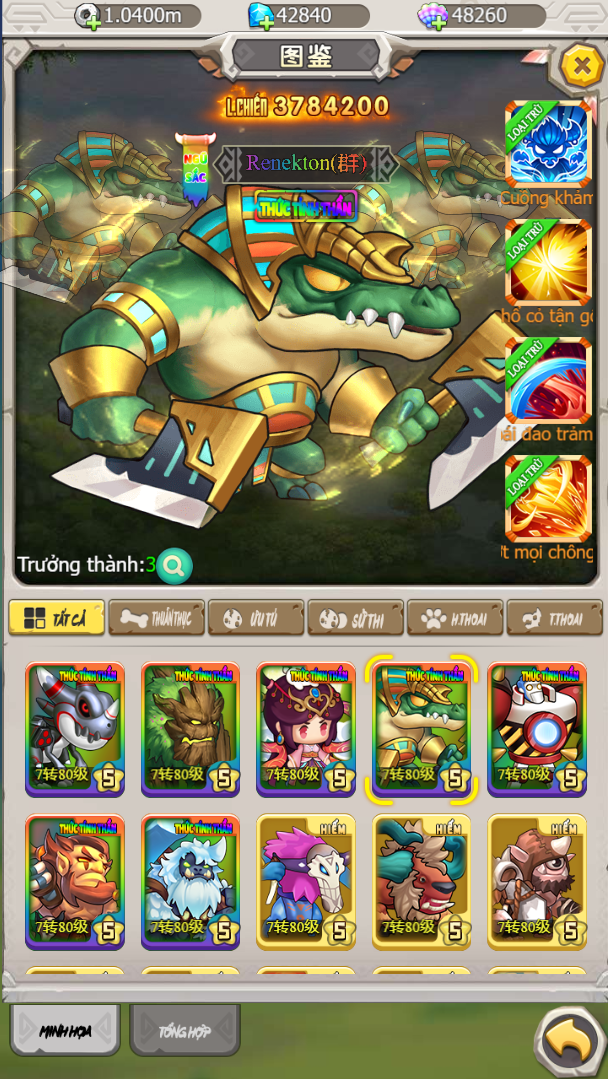 1.0400m 42840 48260
图鉴
L.CHIẾN 3784200
NGŨ SẮC
Renekton(群)
THỨC TỈNH THẦN
LOẠI TRỪ
Cuồng khám
LOẠI TRỪ
hổ có tận gố
LOẠI TRỪ
ái dao trảm
LOẠI TRỪ
t mọi chông
Trưởng thành:3
TẤT CẢ THUẦN THỤC ƯU TÚ SỬ THI H.THOẠI T.THOẠI
THỨC TỈNH THẦN THỨC TỈNH THẦN THỨC TỈNH THẦN THỨC TỈNH THẦN THỨC TỈNH THẦN
7转80级 5 7转80级 5 7转80级 5 7转80级 5 7转80级 5
THỨC TỈNH THẦN THỨC TỈNH THẦN HIẾM HIẾM HIẾM
7转80级 5 7转80级 5 7转80级 5 7转80级 5 7转80级 5
MINH HỌA TỔNG HỢP